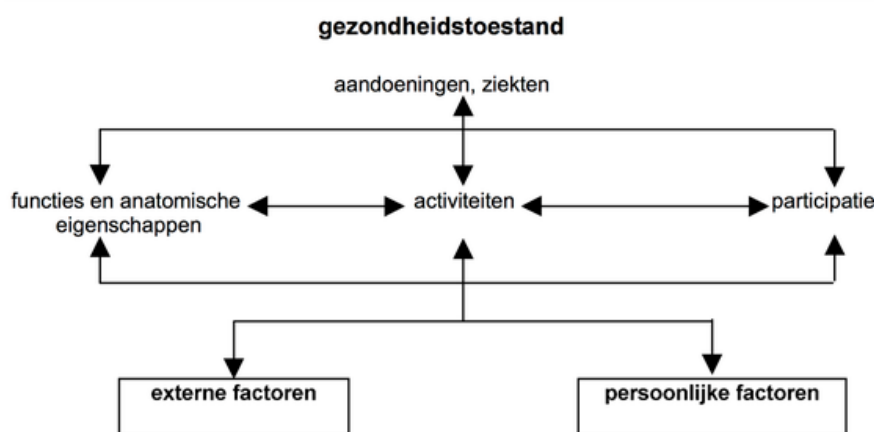 gezondheidstoestand
aandoeningen, ziekten
functies en anatomische
eigenschappen
activiteiten
participatie
externe factoren
persoonlijke factoren